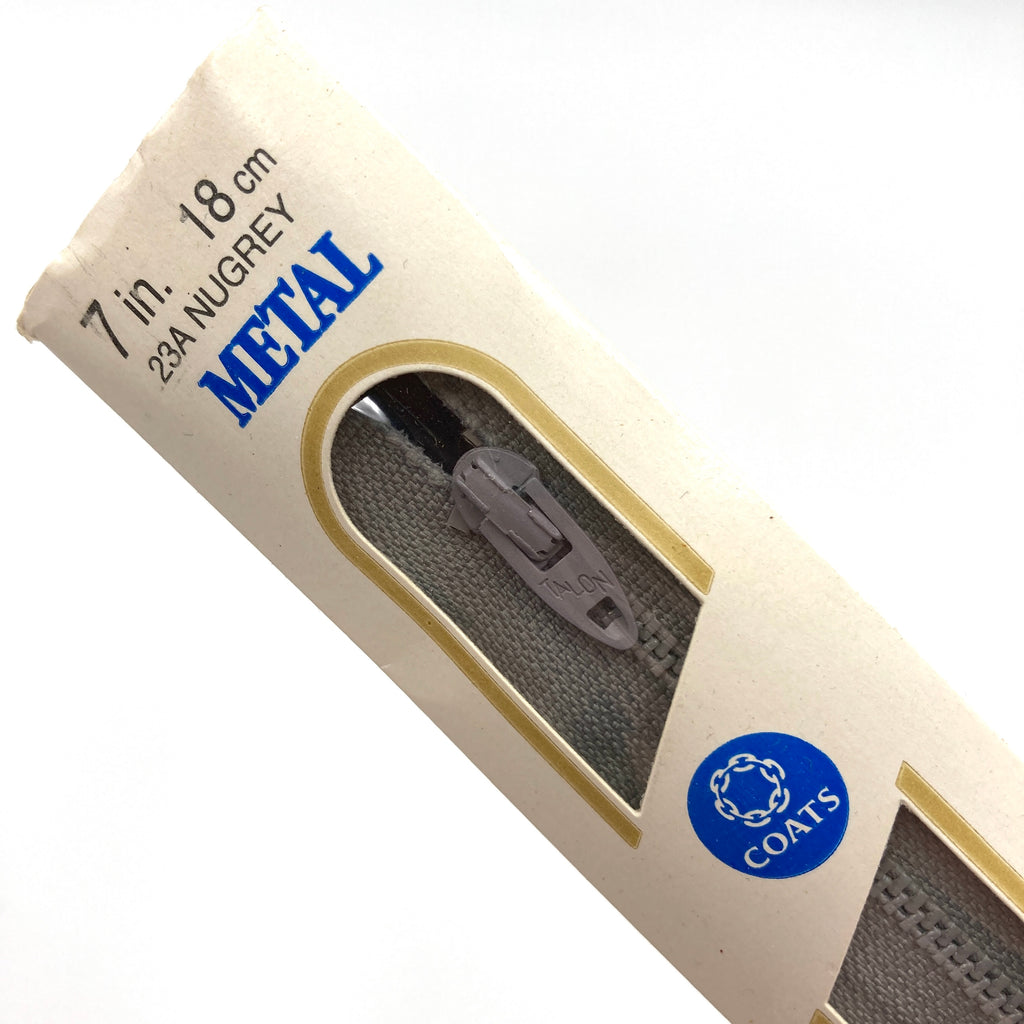 7 in. 18 cm
23A NUGREY
METAL
TALON
COATS